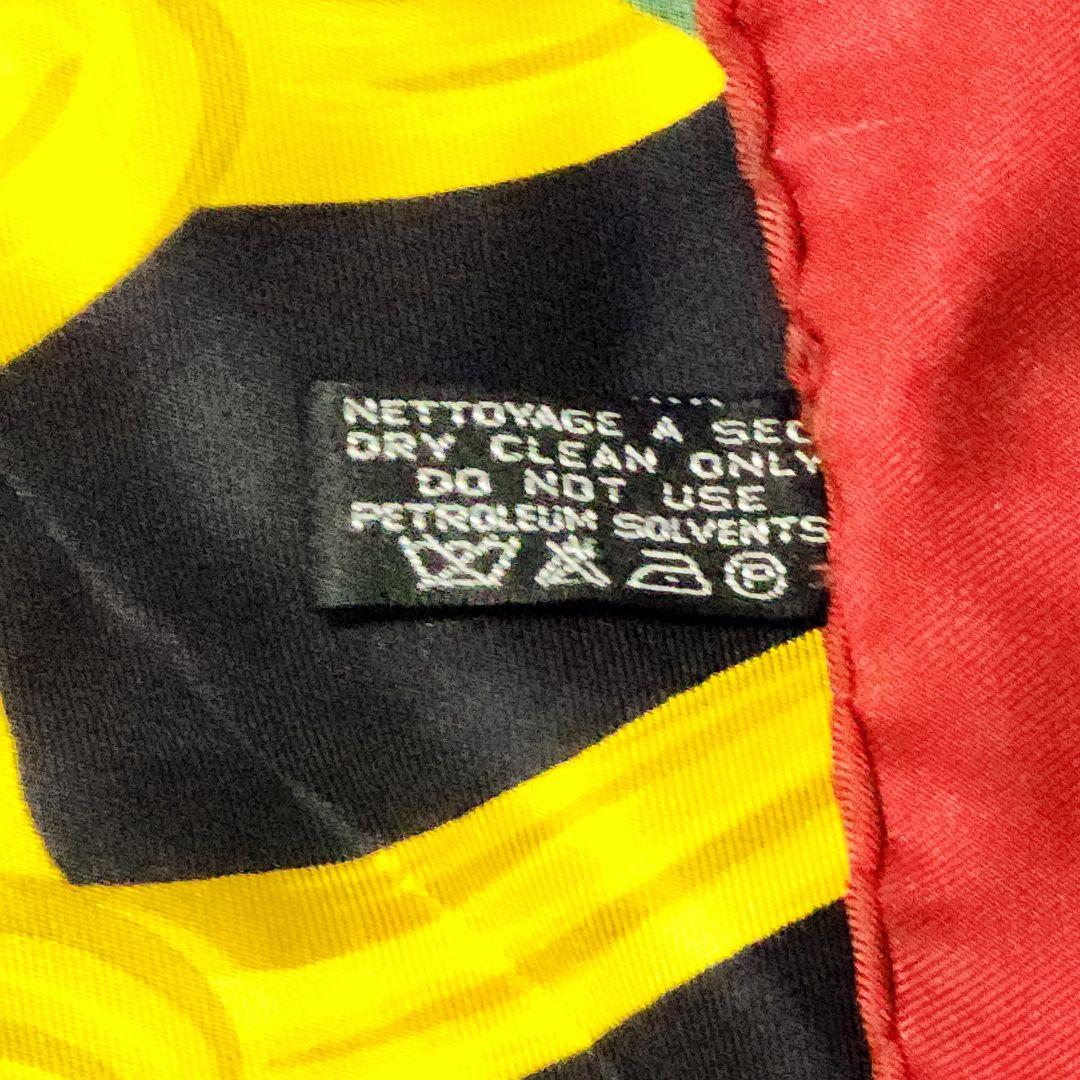 NETTOYAGE A SEC
DRY CLEAN ONLY
DO NOT USE
PETROLEUM SOLVENTS
P